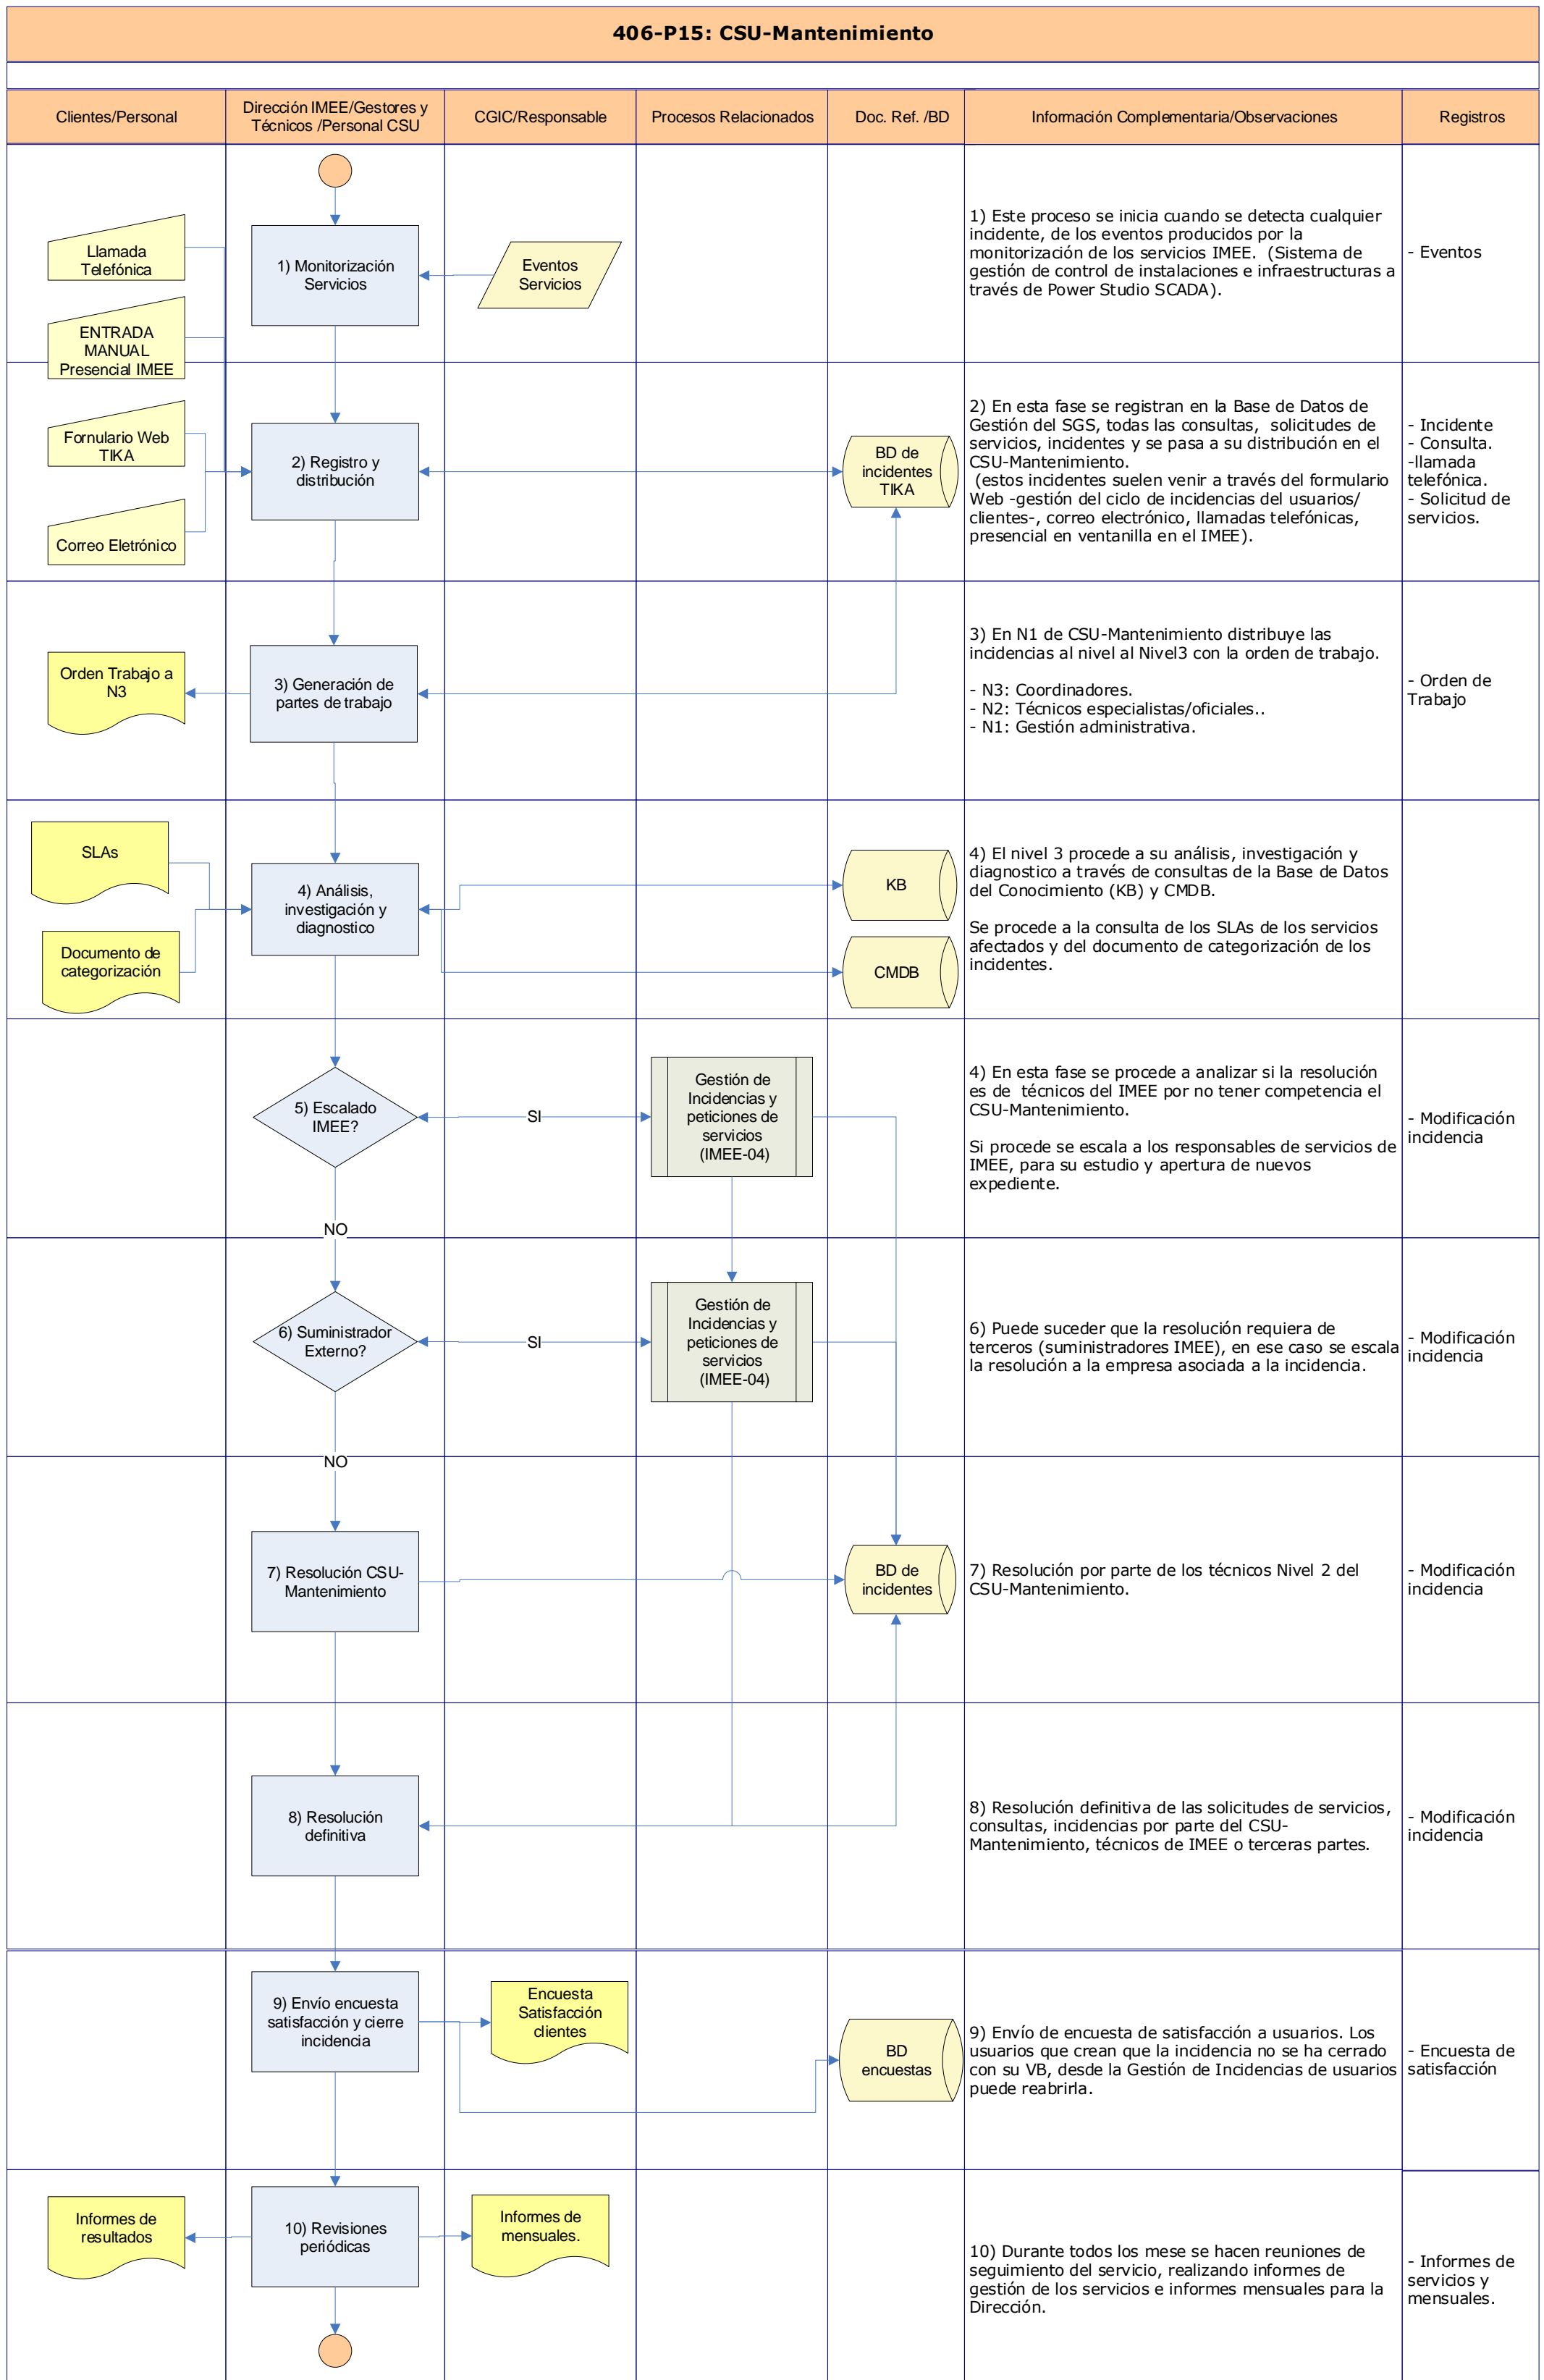 406-P15: CSU-Mantenimiento
Clientes/Personal
Dirección IMEE/Gestores y
Técnicos /Personal CSU
CGIC/Responsable
Procesos Relacionados
Doc. Ref. /BD
Información Complementaria/Observaciones
Registros
Llamada
Telefónica
ENTRADA
MANUAL
Presencial IMEE
1) Monitorización
Servicios
Eventos
Servicios
1) Este proceso se inicia cuando se detecta cualquier
incidente, de los eventos producidos por la
monitorización de los servicios IMEE.  (Sistema de
gestión de control de instalaciones e infraestructuras a
través de Power Studio SCADA).
- Eventos
Fornulario Web
TIKA
Correo Eletrónico
2) Registro y
distribución
BD de
incidentes
TIKA
2) En esta fase se registran en la Base de Datos de
Gestión del SGS, todas las consultas,  solicitudes de
servicios, incidentes y se pasa a su distribución en el
CSU-Mantenimiento.
(estos incidentes suelen venir a través del formulario
Web -gestión del ciclo de incidencias del usuarios/
clientes-, correo electrónico, llamadas telefónicas,
presencial en ventanilla en el IMEE).
- Incidente
- Consulta.
-llamada
telefónica.
- Solicitud de
servicios.
Orden Trabajo a
N3
3) Generación de
partes de trabajo
3) En N1 de CSU-Mantenimiento distribuye las
incidencias al nivel al Nivel3 con la orden de trabajo.
- N3: Coordinadores.
- N2: Técnicos especialistas/oficiales..
- N1: Gestión administrativa.
- Orden de
Trabajo
SLAs
Documento de
categorización
4) Análisis,
investigación y
diagnostico
KB
CMDB
4) El nivel 3 procede a su análisis, investigación y
diagnostico a través de consultas de la Base de Datos
del Conocimiento (KB) y CMDB.
Se procede a la consulta de los SLAs de los servicios
afectados y del documento de categorización de los
incidentes.
5) Escalado
IMEE?
SI
NO
Gestión de
Incidencias y
peticiones de
servicios
(IMEE-04)
4) En esta fase se procede a analizar si la resolución
es de  técnicos del IMEE por no tener competencia el
CSU-Mantenimiento.
Si procede se escala a los responsables de servicios de
IMEE, para su estudio y apertura de nuevos
expediente.
- Modificación
incidencia
6) Suministrador
Externo?
SI
NO
Gestión de
Incidencias y
peticiones de
servicios
(IMEE-04)
6) Puede suceder que la resolución requiera de
terceros (suministradores IMEE), en ese caso se escala
la resolución a la empresa asociada a la incidencia.
- Modificación
incidencia
7) Resolución CSU-
Mantenimiento
BD de
incidentes
7) Resolución por parte de los técnicos Nivel 2 del
CSU-Mantenimiento.
- Modificación
incidencia
8) Resolución
definitiva
8) Resolución definitiva de las solicitudes de servicios,
consultas, incidencias por parte del CSU-
Mantenimiento, técnicos de IMEE o terceras partes.
- Modificación
incidencia
9) Envío encuesta
satisfacción y cierre
incidencia
Encuesta
Satisfacción
clientes
BD
encuestas
9) Envío de encuesta de satisfacción a usuarios. Los
usuarios que crean que la incidencia no se ha cerrado
con su VB, desde la Gestión de Incidencias de usuarios
puede reabrirla.
- Encuesta de
satisfacción
Informes de
resultados
10) Revisiones
periódicas
Informes de
mensuales.
10) Durante todos los mese se hacen reuniones de
seguimiento del servicio, realizando informes de
gestión de los servicios e informes mensuales para la
Dirección.
- Informes de
servicios y
mensuales.